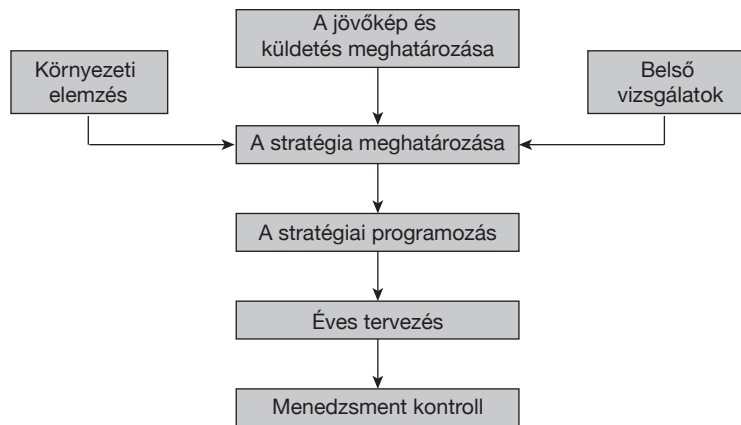 A jövőkép és
küldetés meghatározása
Környezeti
elemzés
Belső
vizsgálatok
A stratégia meghatározása
A stratégiai programozás
Éves tervezés
Menedzsment kontroll